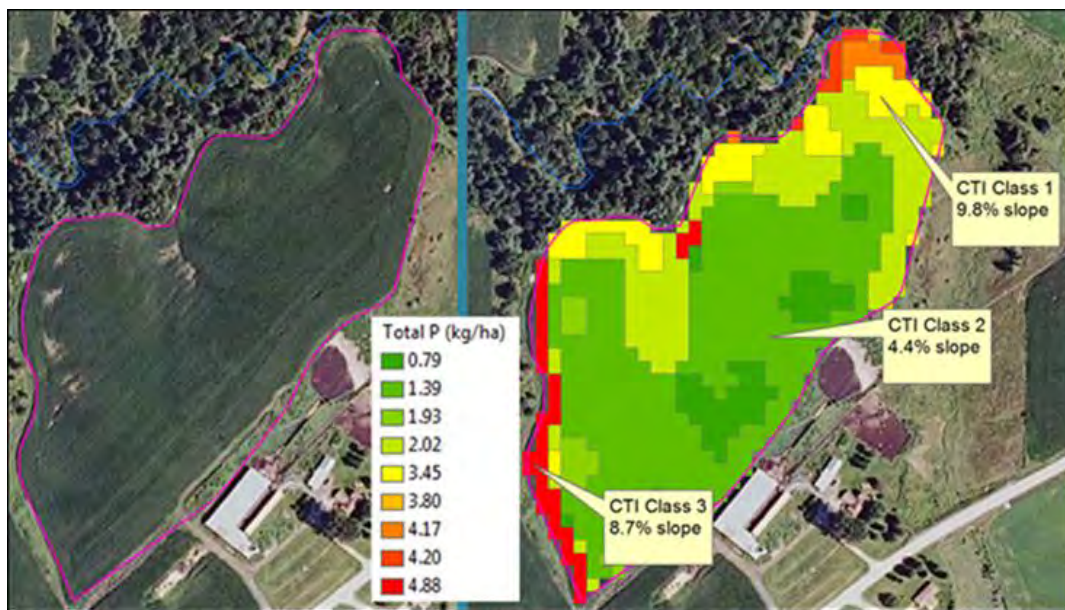 Total P (kg/ha)
0.79
1.39
1.93
2.02
3.45
3.80
4.17
4.20
4.88
CTI Class 1
9.8% slope
CTI Class 2
4.4% slope
CTI Class 3
8.7% slope